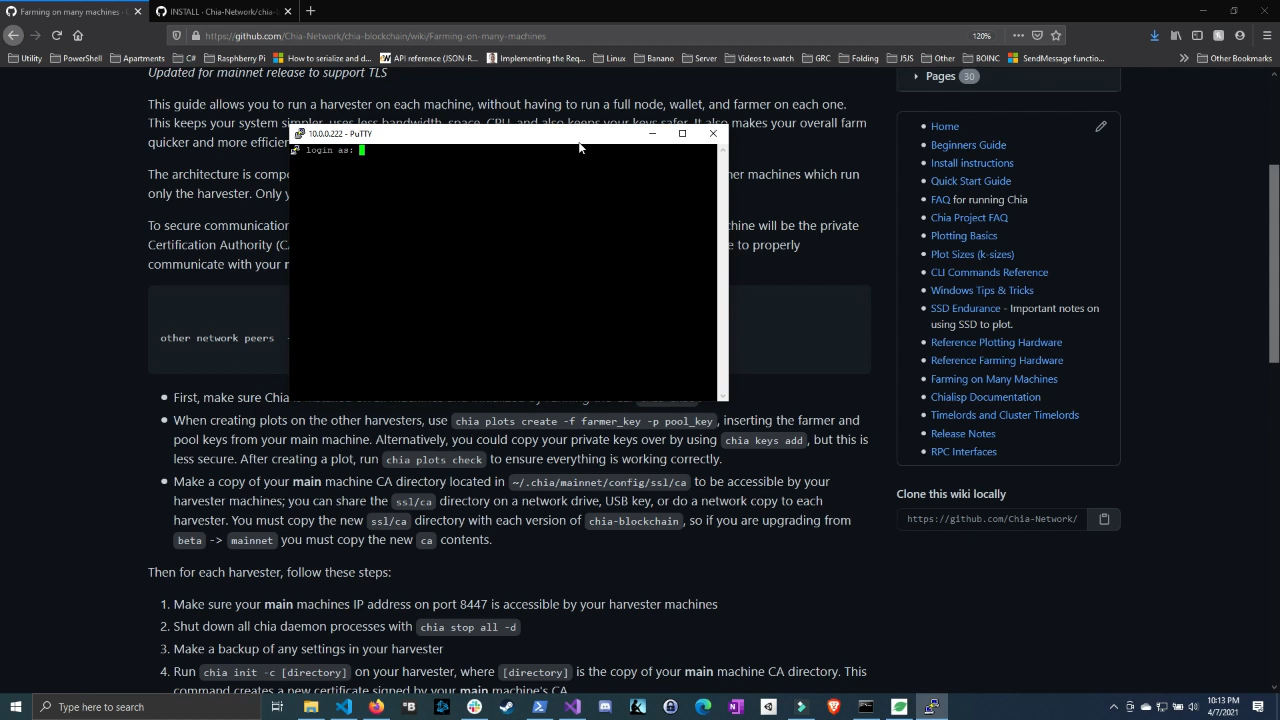 Farming on many machines · C
INSTALL · Chia-Network/chia-b
https://github.com/Chia-Network/chia-blockchain/wiki/Farming-on-many-machines
120%
Utility
PowerShell
Apartments
Raspberry Pi
How to serialize and d...
API reference (JSON-R...
Implementing the Req...
Linux
Banano
Server
Videos to watch
GRC
Folding
J5JS
Other
BOINC
SendMessage functio...
Other Bookmarks
Updated for mainnet release to support TLS
This guide allows you to run a harvester on each machine, without having to run a full node, wallet, and farmer on each one.
This keeps your system simpler, uses less bandwidth, space, CPU, and also keeps your keys safer. It also makes your overall farm
quicker and more efficien
The architecture is compo
ner machines which run
only the harvester. Only y
To secure communication
chine will be the private
Certification Authority (CA
e to properly
communicate with your n
10.0.0.222 - PuTTY
login as:
other network peers
First, make sure Chia
When creating plots on the other harvesters, use chia plots create -f farmer_key -p pool_key, inserting the farmer and
pool keys from your main machine. Alternatively, you could copy your private keys over by using chia keys add, but this is
less secure. After creating a plot, run chia plots check to ensure everything is working correctly.
Make a copy of your main machine CA directory located in ~/.chia/mainnet/config/ssl/ca to be accessible by your
harvester machines; you can share the ssl/ca directory on a network drive, USB key, or do a network copy to each
harvester. You must copy the new ssl/ca directory with each version of chia-blockchain, so if you are upgrading from
beta -> mainnet you must copy the new ca contents.
Then for each harvester, follow these steps:
1. Make sure your main machines IP address on port 8447 is accessible by your harvester machines
2. Shut down all chia daemon processes with chia stop all -d
3. Make a backup of any settings in your harvester
4. Run chia init -c [directory] on your harvester, where [directory] is the copy of your main machine CA directory. This
command creates a new certificate signed by your main machine's CA
Pages 30
Home
Beginners Guide
Install instructions
Quick Start Guide
FAQ for running Chia
Chia Project FAQ
Plotting Basics
Plot Sizes (k-sizes)
CLI Commands Reference
Windows Tips & Tricks
SSD Endurance - Important notes on
using SSD to plot.
Reference Plotting Hardware
Reference Farming Hardware
Farming on Many Machines
Chialisp Documentation
Timelords and Cluster Timelords
Release Notes
RPC Interfaces
Clone this wiki locally
https://github.com/Chia-Network/
Type here to search
10:13 PM
4/7/2021